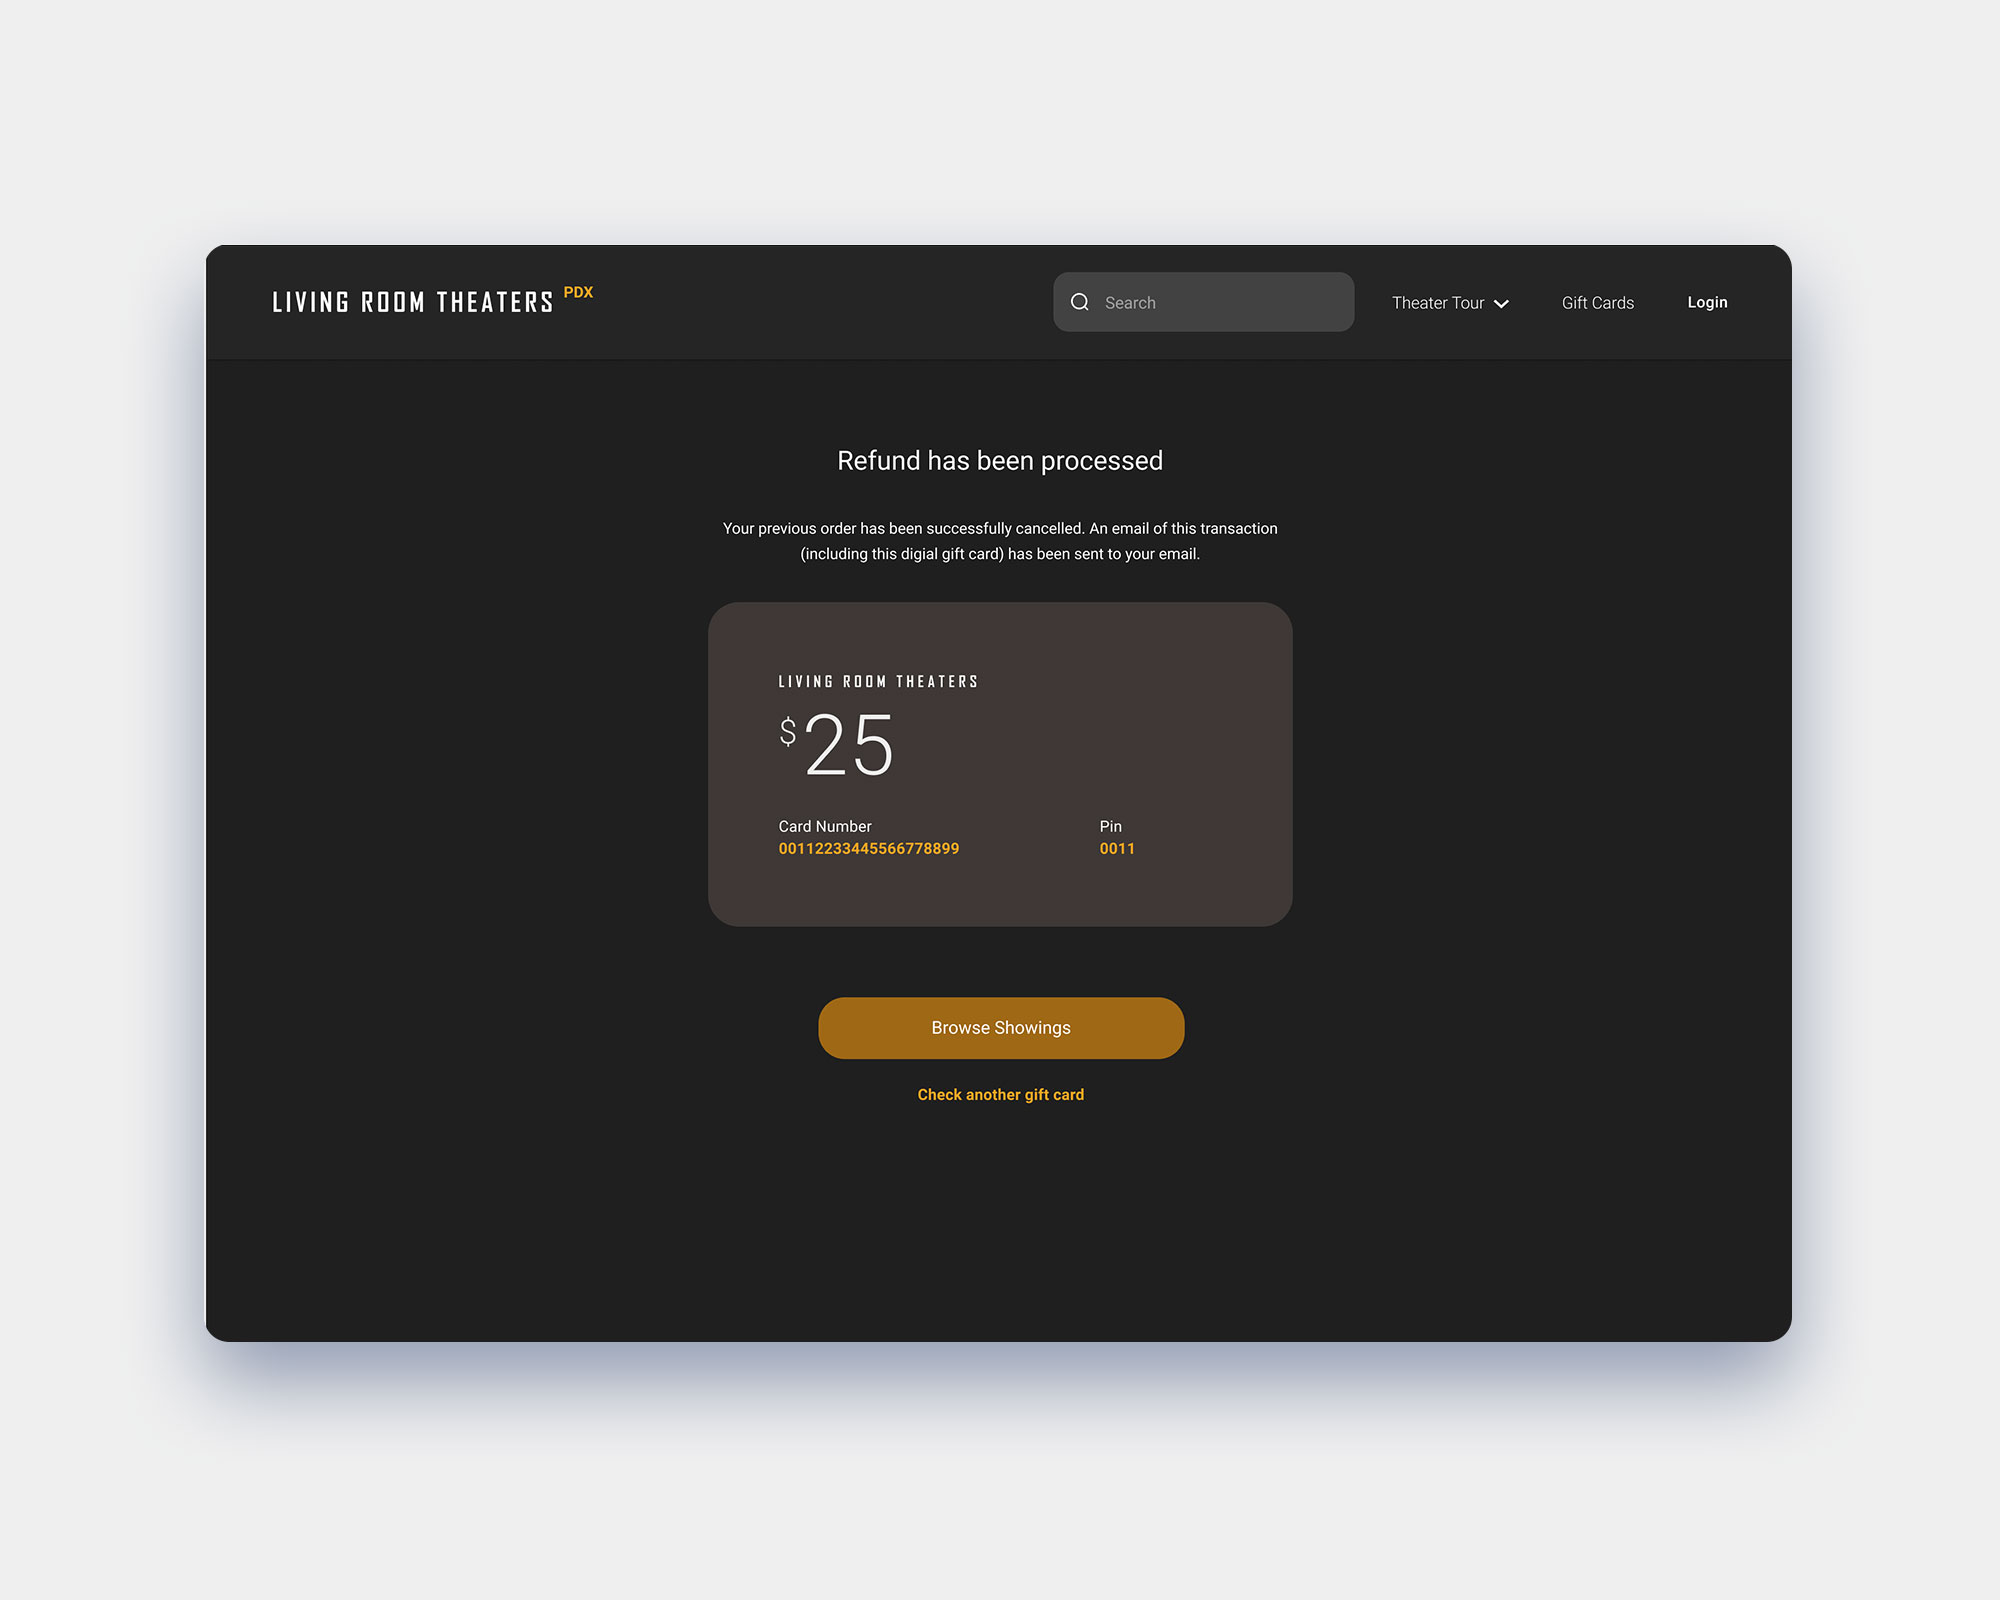 LIVING ROOM THEATERS PDX
Search
Theater Tour
Gift Cards
Login
Refund has been processed
Your previous order has been successfully cancelled. An email of this transaction
(including this digial gift card) has been sent to your email.
LIVING ROOM THEATERS
$25
Card Number
00112233445566778899
Pin
0011
Browse Showings
Check another gift card